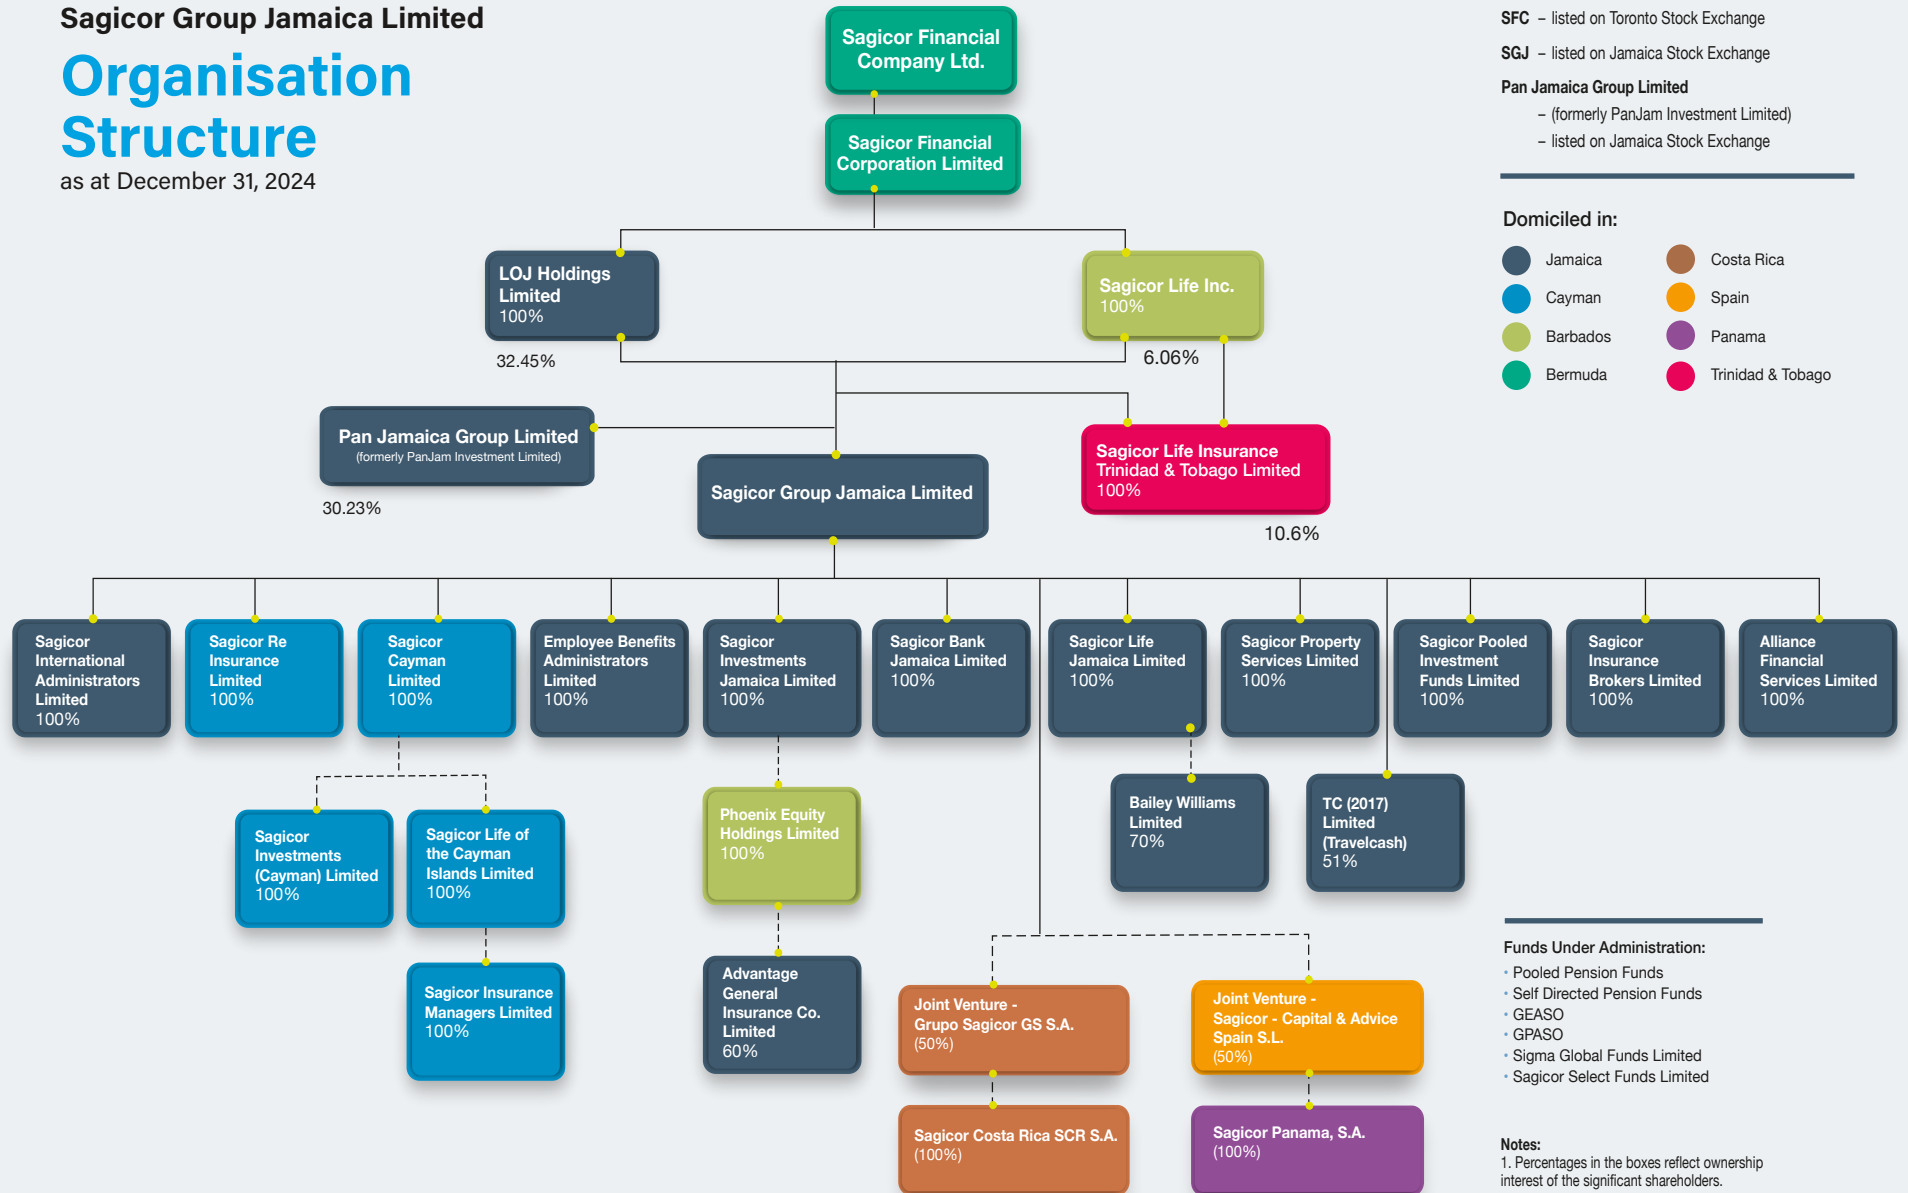 Sagicor Group Jamaica Limited
Organisation
Structure
as at December 31, 2024
Sagicor Financial
Company Ltd.
Sagicor Financial
Corporation Limited
SFC – listed on Toronto Stock Exchange
SGJ – listed on Jamaica Stock Exchange
Pan Jamaica Group Limited
– (formerly PanJam Investment Limited)
– listed on Jamaica Stock Exchange
Domiciled in:
Jamaica
Cayman
Barbados
Bermuda
Costa Rica
Spain
Panama
Trinidad & Tobago
LOJ Holdings
Limited
100%
32.45%
Sagicor Life Inc.
100%
6.06%
Pan Jamaica Group Limited
(formerly PanJam Investment Limited)
30.23%
Sagicor Group Jamaica Limited
Sagicor Life Insurance
Trinidad & Tobago Limited
100%
10.6%
Sagicor
International
Administrators
Limited
100%
Sagicor Re
Insurance
Limited
100%
Sagicor
Cayman
Limited
100%
Employee Benefits
Administrators
Limited
100%
Sagicor
Investments
Jamaica Limited
100%
Sagicor Bank
Jamaica Limited
100%
Sagicor Life
Jamaica Limited
100%
Sagicor Property
Services Limited
100%
Sagicor Pooled
Investment
Funds Limited
100%
Sagicor
Insurance
Brokers Limited
100%
Alliance
Financial
Services Limited
100%
Sagicor
Investments
(Cayman) Limited
100%
Sagicor Life of
the Cayman
Islands Limited
100%
Phoenix Equity
Holdings Limited
100%
Bailey Williams
Limited
70%
TC (2017)
Limited
(Travelcash)
51%
Sagicor Insurance
Managers Limited
100%
Advantage
General
Insurance Co.
Limited
60%
Joint Venture -
Grupo Sagicor GS S.A.
(50%)
Joint Venture -
Sagicor - Capital & Advice
Spain S.L.
(50%)
Sagicor Costa Rica SCR S.A.
(100%)
Sagicor Panama, S.A.
(100%)
Funds Under Administration:
• Pooled Pension Funds
• Self Directed Pension Funds
• GEASO
• GPASO
• Sigma Global Funds Limited
• Sagicor Select Funds Limited
Notes:
1. Percentages in the boxes reflect ownership
interest of the significant shareholders.